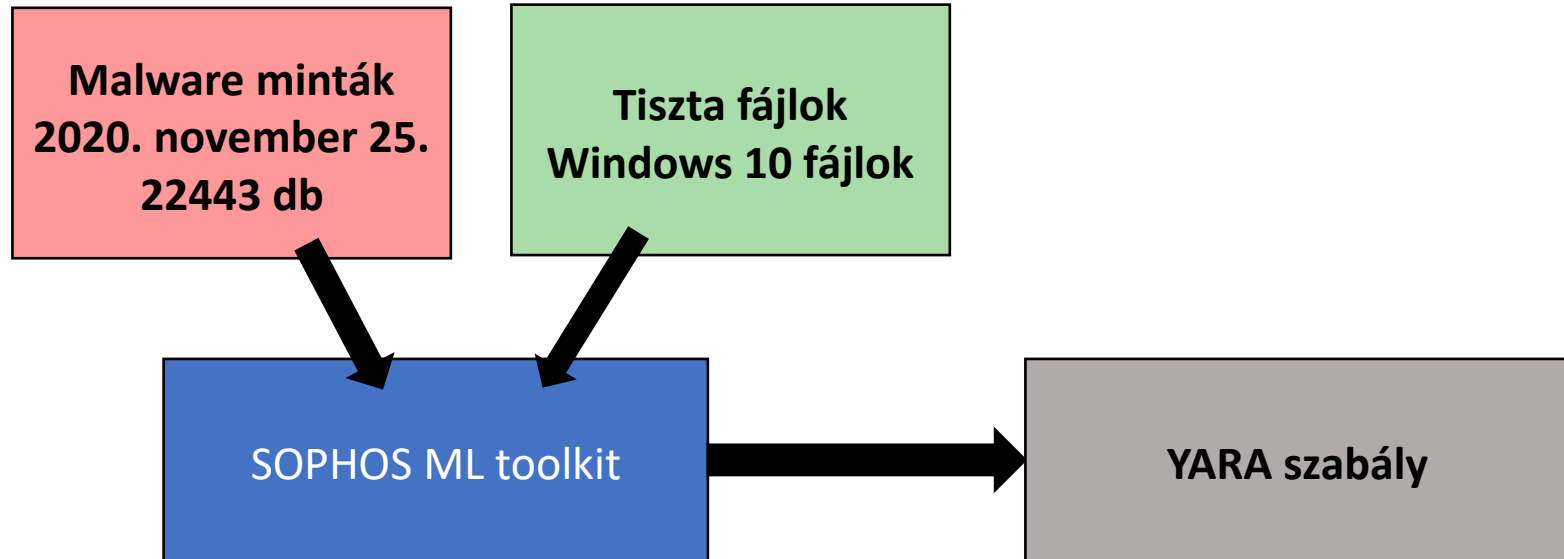 Malware minták
2020. november 25.
22443 db
Tiszta fájlok
Windows 10 fájlok
SOPHOS ML toolkit
YARA szabály